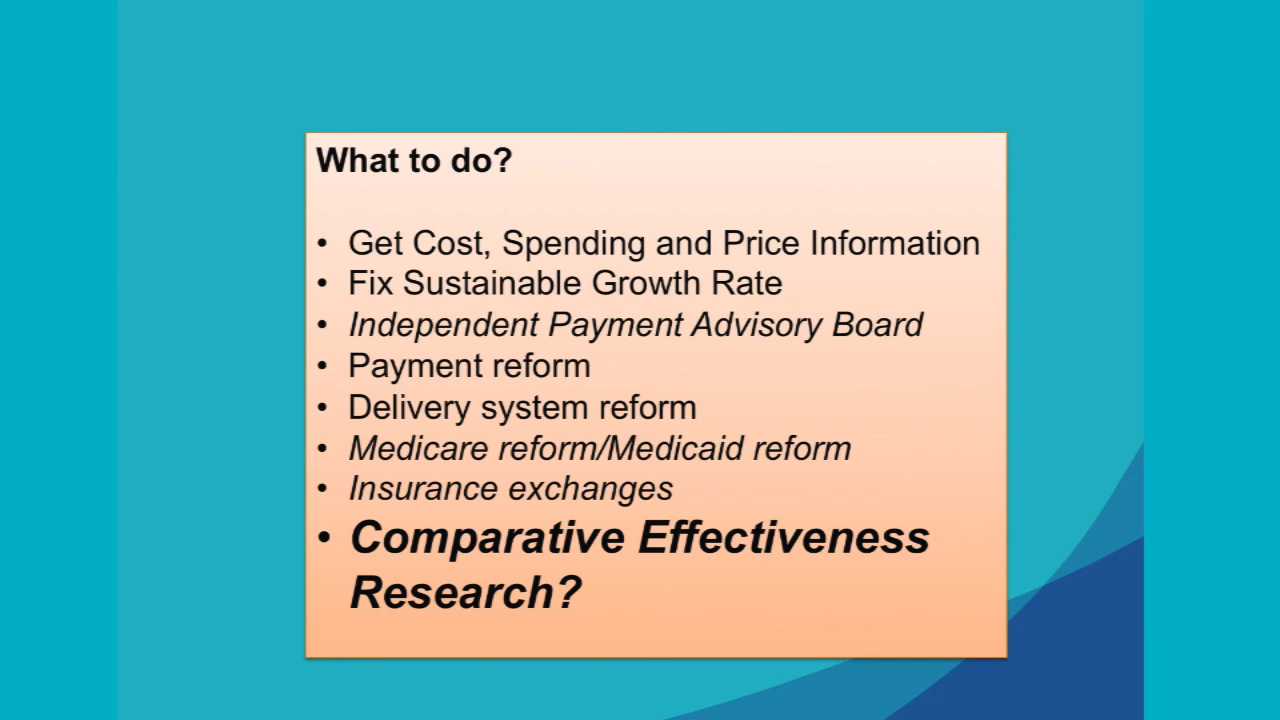 What to do?
• Get Cost, Spending and Price Information
• Fix Sustainable Growth Rate
• Independent Payment Advisory Board
• Payment reform
• Delivery system reform
• Medicare reform/Medicaid reform
• Insurance exchanges
• Comparative Effectiveness
Research?